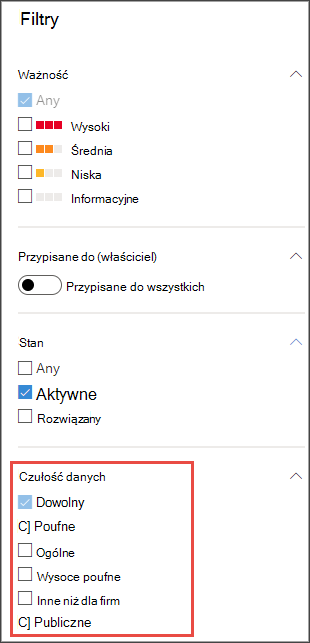 Filtry
Ważność
Any
Wysoki
Średnia
Niska
Informacyjne
Przypisane do (właściciel)
Przypisane do wszystkich
Stan
Any
Aktywne
Rozwiązany
Czułość danych
Dowolny
C] Poufne
Ogólne
Wysoce poufne
Inne niż dla firm
C] Publiczne